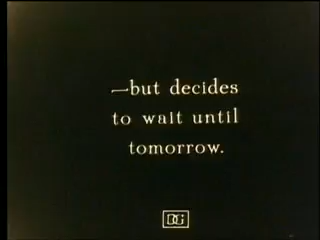 —but decides
to wait until
tomorrow.
DG